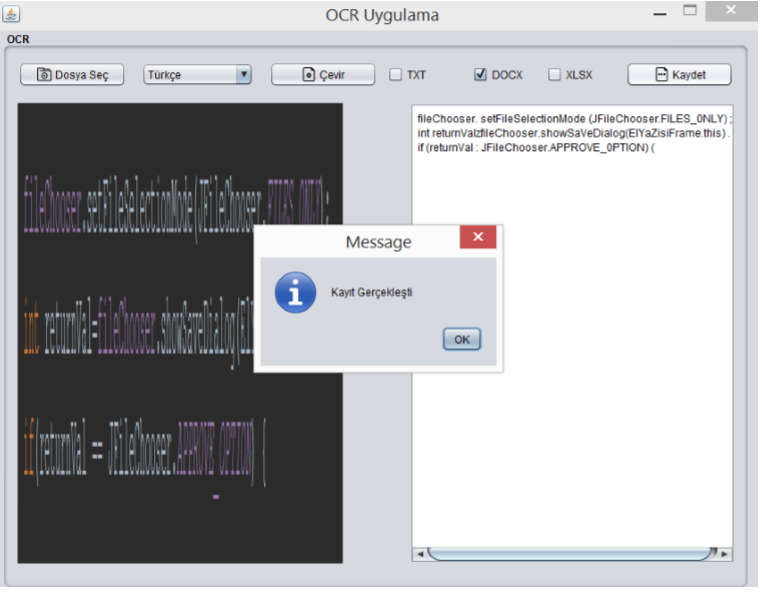 OCR Uygulama
OCR
Dosya Seç
Türkçe
Çevir
TXT
DOCX
XLSX
Kaydet
fileChooser.setFileSelectionMode(JFileChooser.FILES_ONLY);
int returnVal=fileChooser.showSaveDialog(El
if(returnVal == JFileChooser.APPROVE_OPTION) {
fileChooser. setFileSelectionMode (JFileChooser.FILES_0NLY) ;
int returnValzfileChooser.showSaVeDialog(ElYaZisiFrame.this) .
if (returnVal : JFileChooser.APPROVE_0PTION) (
Message
Kayıt Gerçekleşti
OK